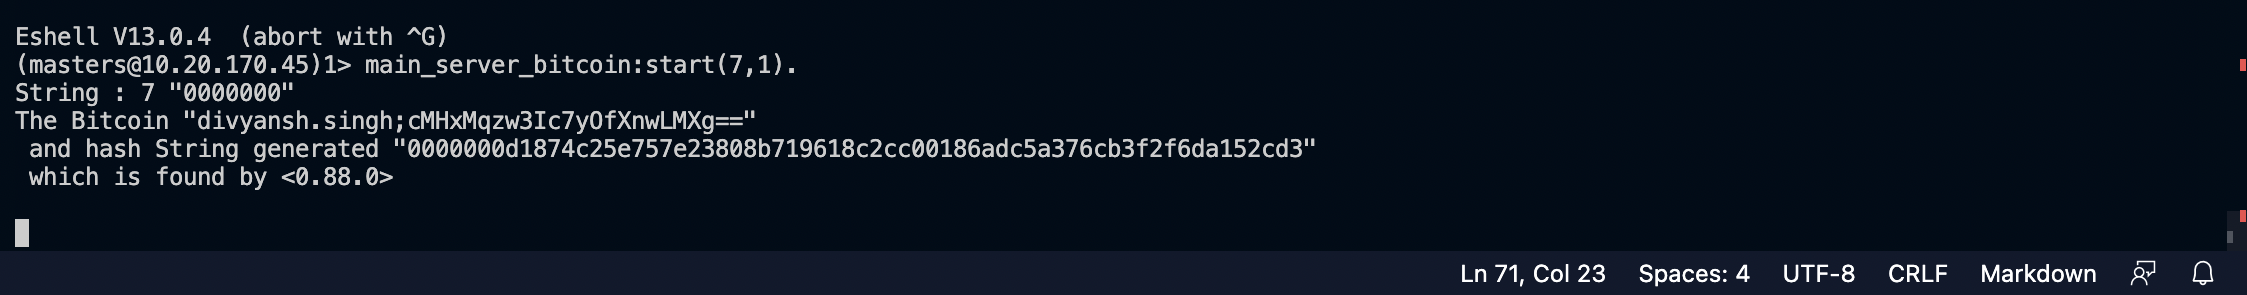 Eshell V13.0.4  (abort with ^G)
(masters@10.20.170.45)1> main_server_bitcoin:start(7,1).
String : 7 "0000000"
The Bitcoin "divyansh.singh;cMHxMqzw3Ic7yOfXnwLMXg=="
 and hash String generated "0000000d1874c25e757e23808b719618c2cc00186adc5a376cb3f2f6da152cd3"
 which is found by <0.88.0>
Ln 71, Col 23 Spaces: 4 UTF-8 CRLF Markdown